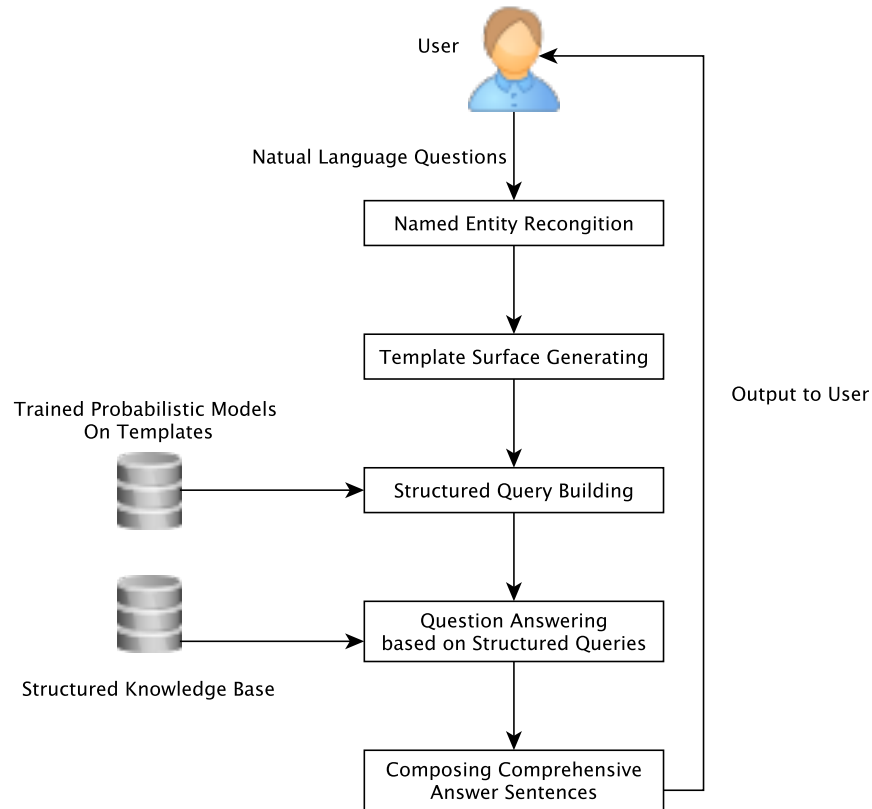 User
Natual Language Questions
Named Entity Recongition
Template Surface Generating
Output to User
Trained Probabilistic Models
On Templates
Structured Query Building
Question Answering
based on Structured Queries
Structured Knowledge Base
Composing Comprehensive
Answer Sentences